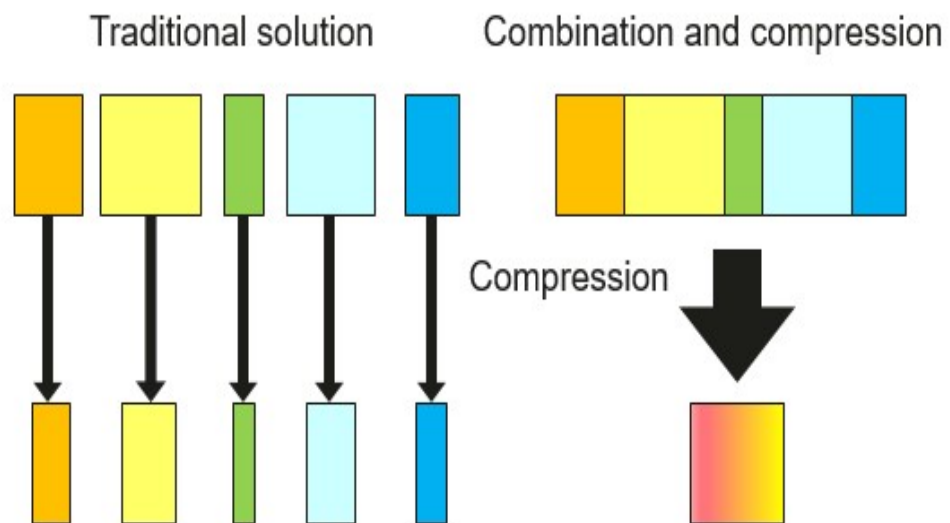 Traditional solution
Combination and compression
Compression